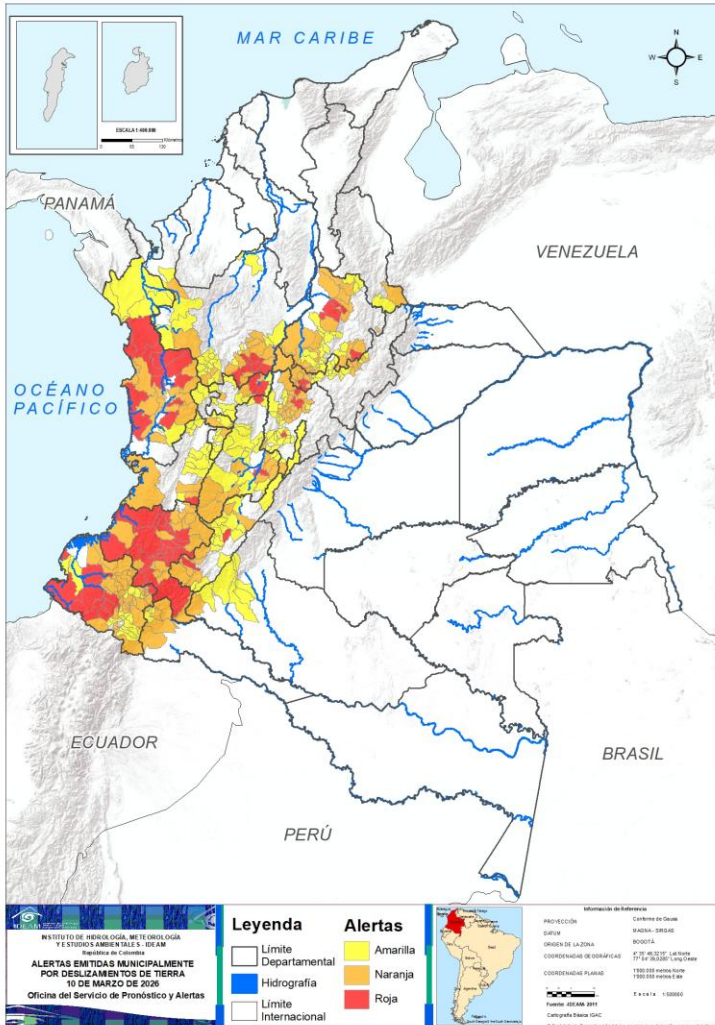 MAR CARIBE
N
W E
S
ESCALA 1:400.000
PANAMÁ
VENEZUELA
OCÉANO
PACÍFICO
ECUADOR
BRASIL
PERÚ
IDEAM
INSTITUTO DE HIDROLOGÍA, METEOROLOGÍA
Y ESTUDIOS AMBIENTALES - IDEAM
República de Colombia
ALERTAS EMITIDAS MUNICIPALMENTE
POR DESLIZAMIENTOS DE TIERRA
10 DE MARZO DE 2026
Oficina del Servicio de Pronóstico y Alertas
Leyenda
Límite
Departamental
Hidrografía
Límite
Internacional
Alertas
Amarilla
Naranja
Roja
Información de Referencia
PROYECCIÓN Conforme de Gauss
DATUM MAGNA - SIRGAS
ORIGEN DE LA ZONA BOGOTÁ
COORDENADAS GEOGRÁFICAS
COORDENADAS PLANAS
Escala
Cartografía Básica IGAC